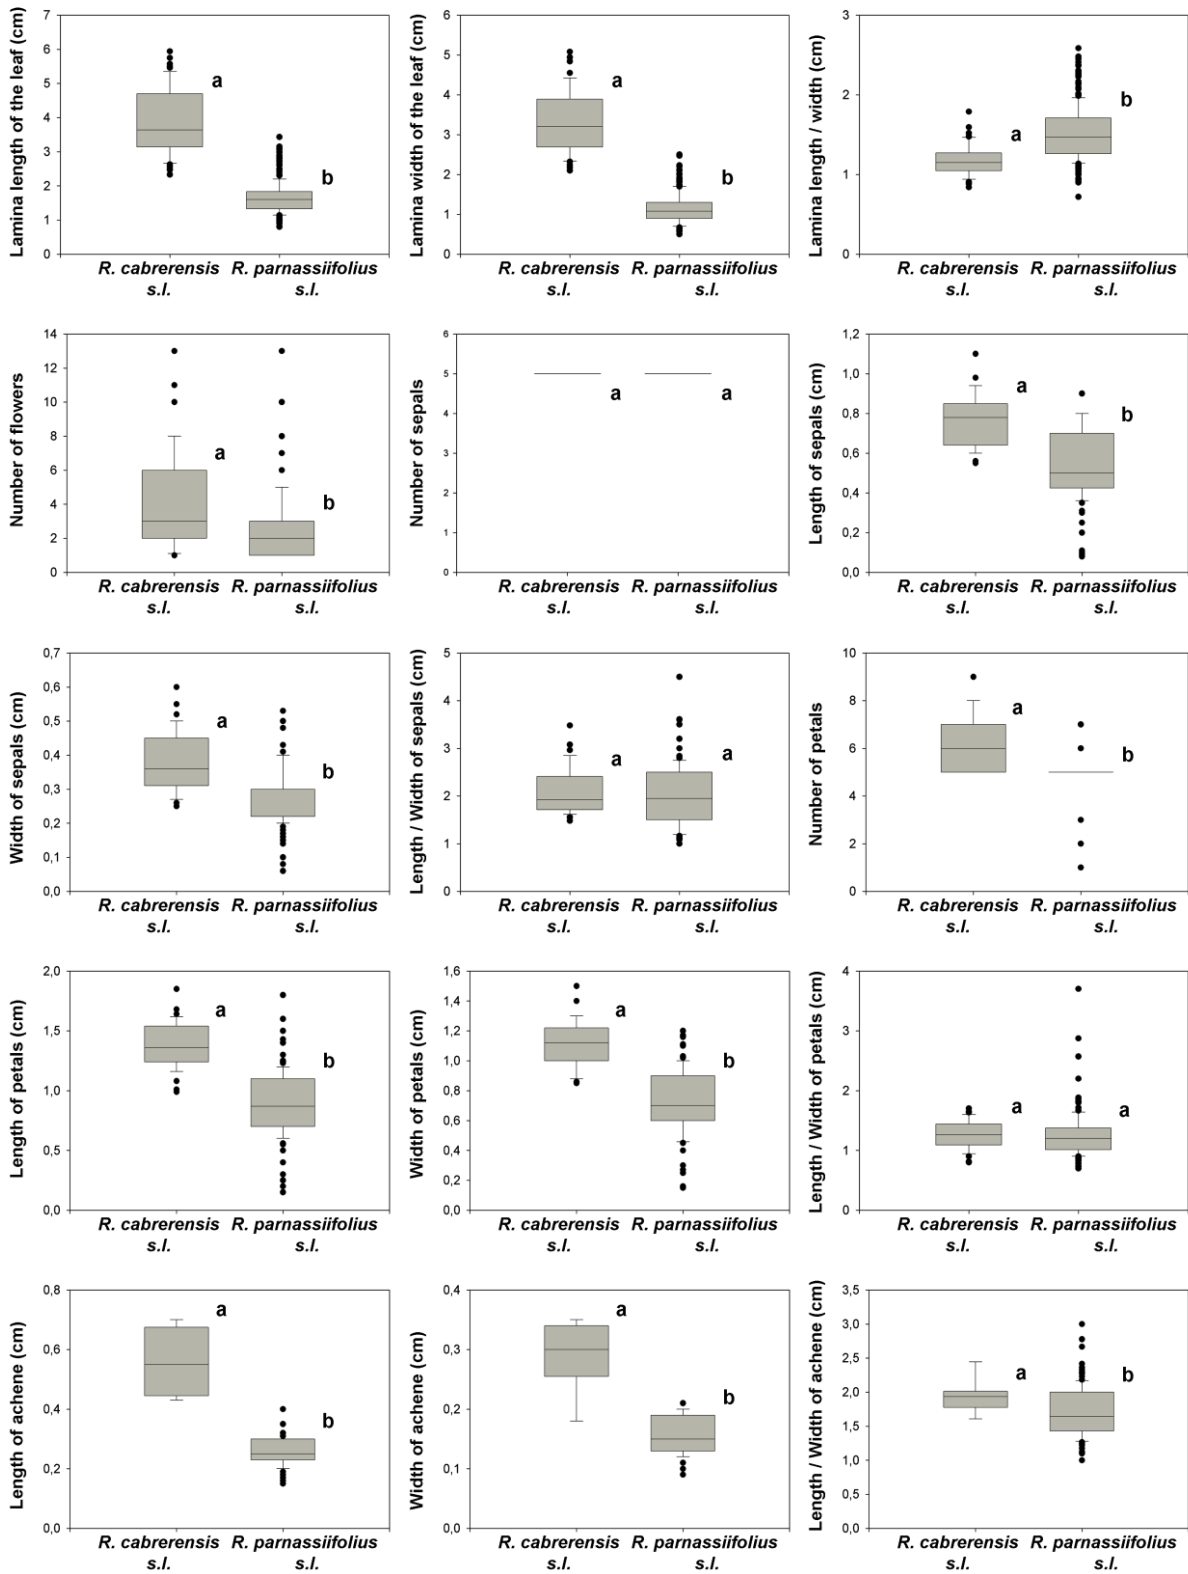 Lamina length of the leaf (cm)
7
6
5
4
3
2
1
0
a
b
R. cabrerensis R. parnassiifolius
s.l. s.l.
Lamina width of the leaf (cm)
6
5
4
3
2
1
0
a
b
R. cabrerensis R. parnassiifolius
s.l. s.l.
Lamina length / width (cm)
3
2
1
0
a
b
R. cabrerensis R. parnassiifolius
s.l. s.l.
Number of flowers
14
12
10
8
6
4
2
0
a
b
R. cabrerensis R. parnassiifolius
s.l. s.l.
Number of sepals
6
5
4
3
2
1
0
a
a
R. cabrerensis R. parnassiifolius
s.l. s.l.
Length of sepals (cm)
1,2
1,0
0,8
0,6
0,4
0,2
0,0
a
b
R. cabrerensis R. parnassiifolius
s.l. s.l.
Width of sepals (cm)
0,7
0,6
0,5
0,4
0,3
0,2
0,1
0,0
a
b
R. cabrerensis R. parnassiifolius
s.l. s.l.
Length / Width of sepals (cm)
5
4
3
2
1
0
a
a
R. cabrerensis R. parnassiifolius
s.l. s.l.
Number of petals
10
8
6
4
2
0
a
b
R. cabrerensis R. parnassiifolius
s.l. s.l.
Length of petals (cm)
2,0
1,5
1,0
0,5
0,0
a
b
R. cabrerensis R. parnassiifolius
s.l. s.l.
Width of petals (cm)
1,6
1,4
1,2
1,0
0,8
0,6
0,4
0,2
0,0
a
b
R. cabrerensis R. parnassiifolius
s.l. s.l.
Length / Width of petals (cm)
4
3
2
1
0
a
a
R. cabrerensis R. parnassiifolius
s.l. s.l.
Length of achene (cm)
0,8
0,6
0,4
0,2
0,0
a
b
R. cabrerensis R. parnassiifolius
s.l. s.l.
Width of achene (cm)
0,4
0,3
0,2
0,1
0,0
a
b
R. cabrerensis R. parnassiifolius
s.l. s.l.
Length / Width of achene (cm)
3,5
3,0
2,5
2,0
1,5
1,0
0,5
0,0
a
b
R. cabrerensis R. parnassiifolius
s.l. s.l.